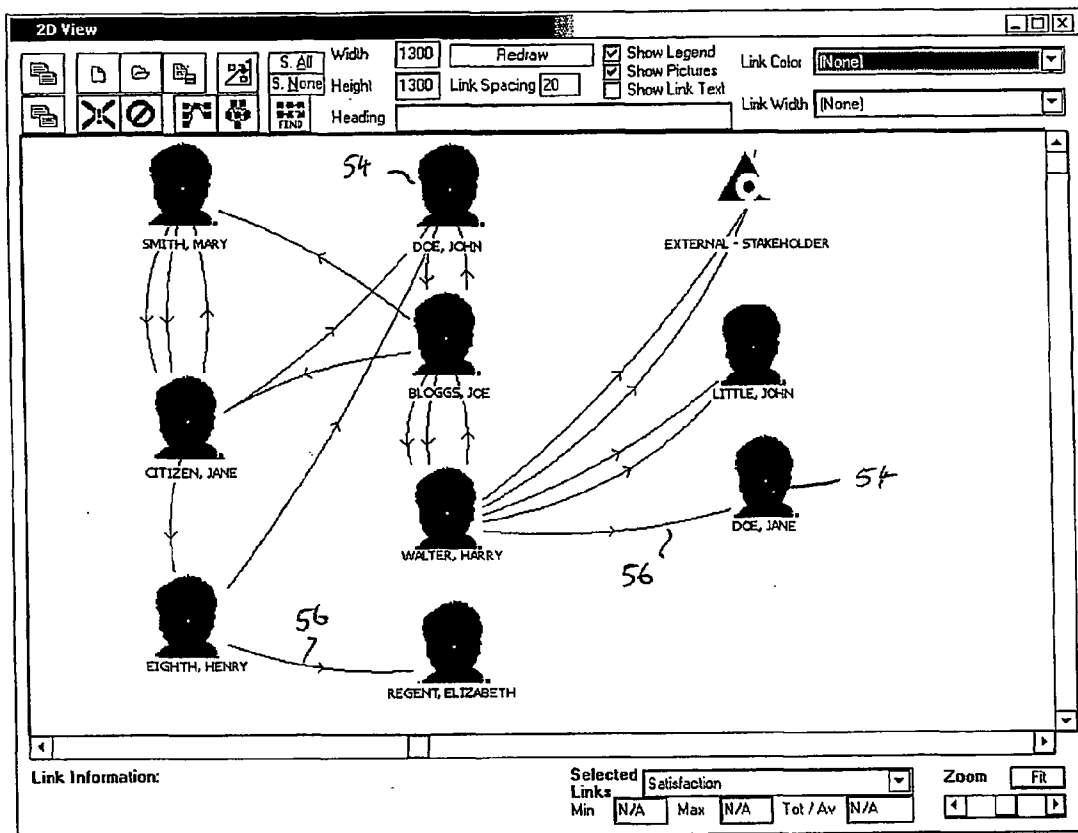 2D View
S. All
Width
1300
Redraw
Show Legend
Show Pictures
Link Color
(None)
S. None
Height
1300
Link Spacing
20
Show Link Text
FIND
Heading
Link Width
(None)
54
SMITH, MARY
DOE, JOHN
EXTERNAL - STAKEHOLDER
BLOGGS, JOE
LITTLE, JOHN
CITIZEN, JANE
54
DOE, JANE
WALTER, HARRY
56
56
EIGHTH, HENRY
REGENT, ELIZABETH
Link Information:
Selected Links
Satisfaction
Zoom
Fit
Min
N/A
Max
N/A
Tot / Av
N/A